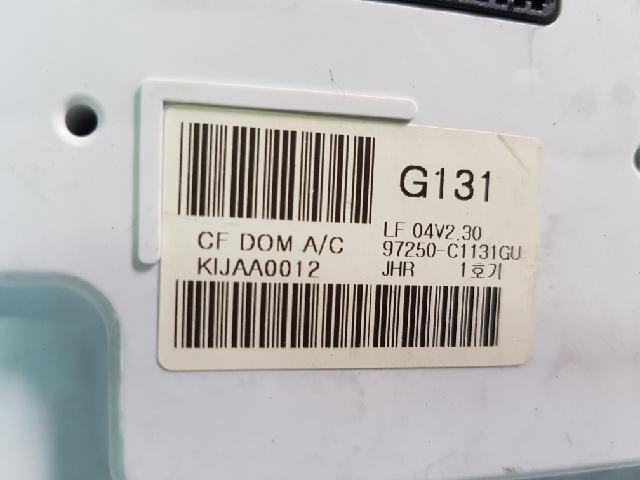 G131
LF 04V2.30
CF DOM A/C 97250-C1131GU
KIJAA0012 JHR 1호기